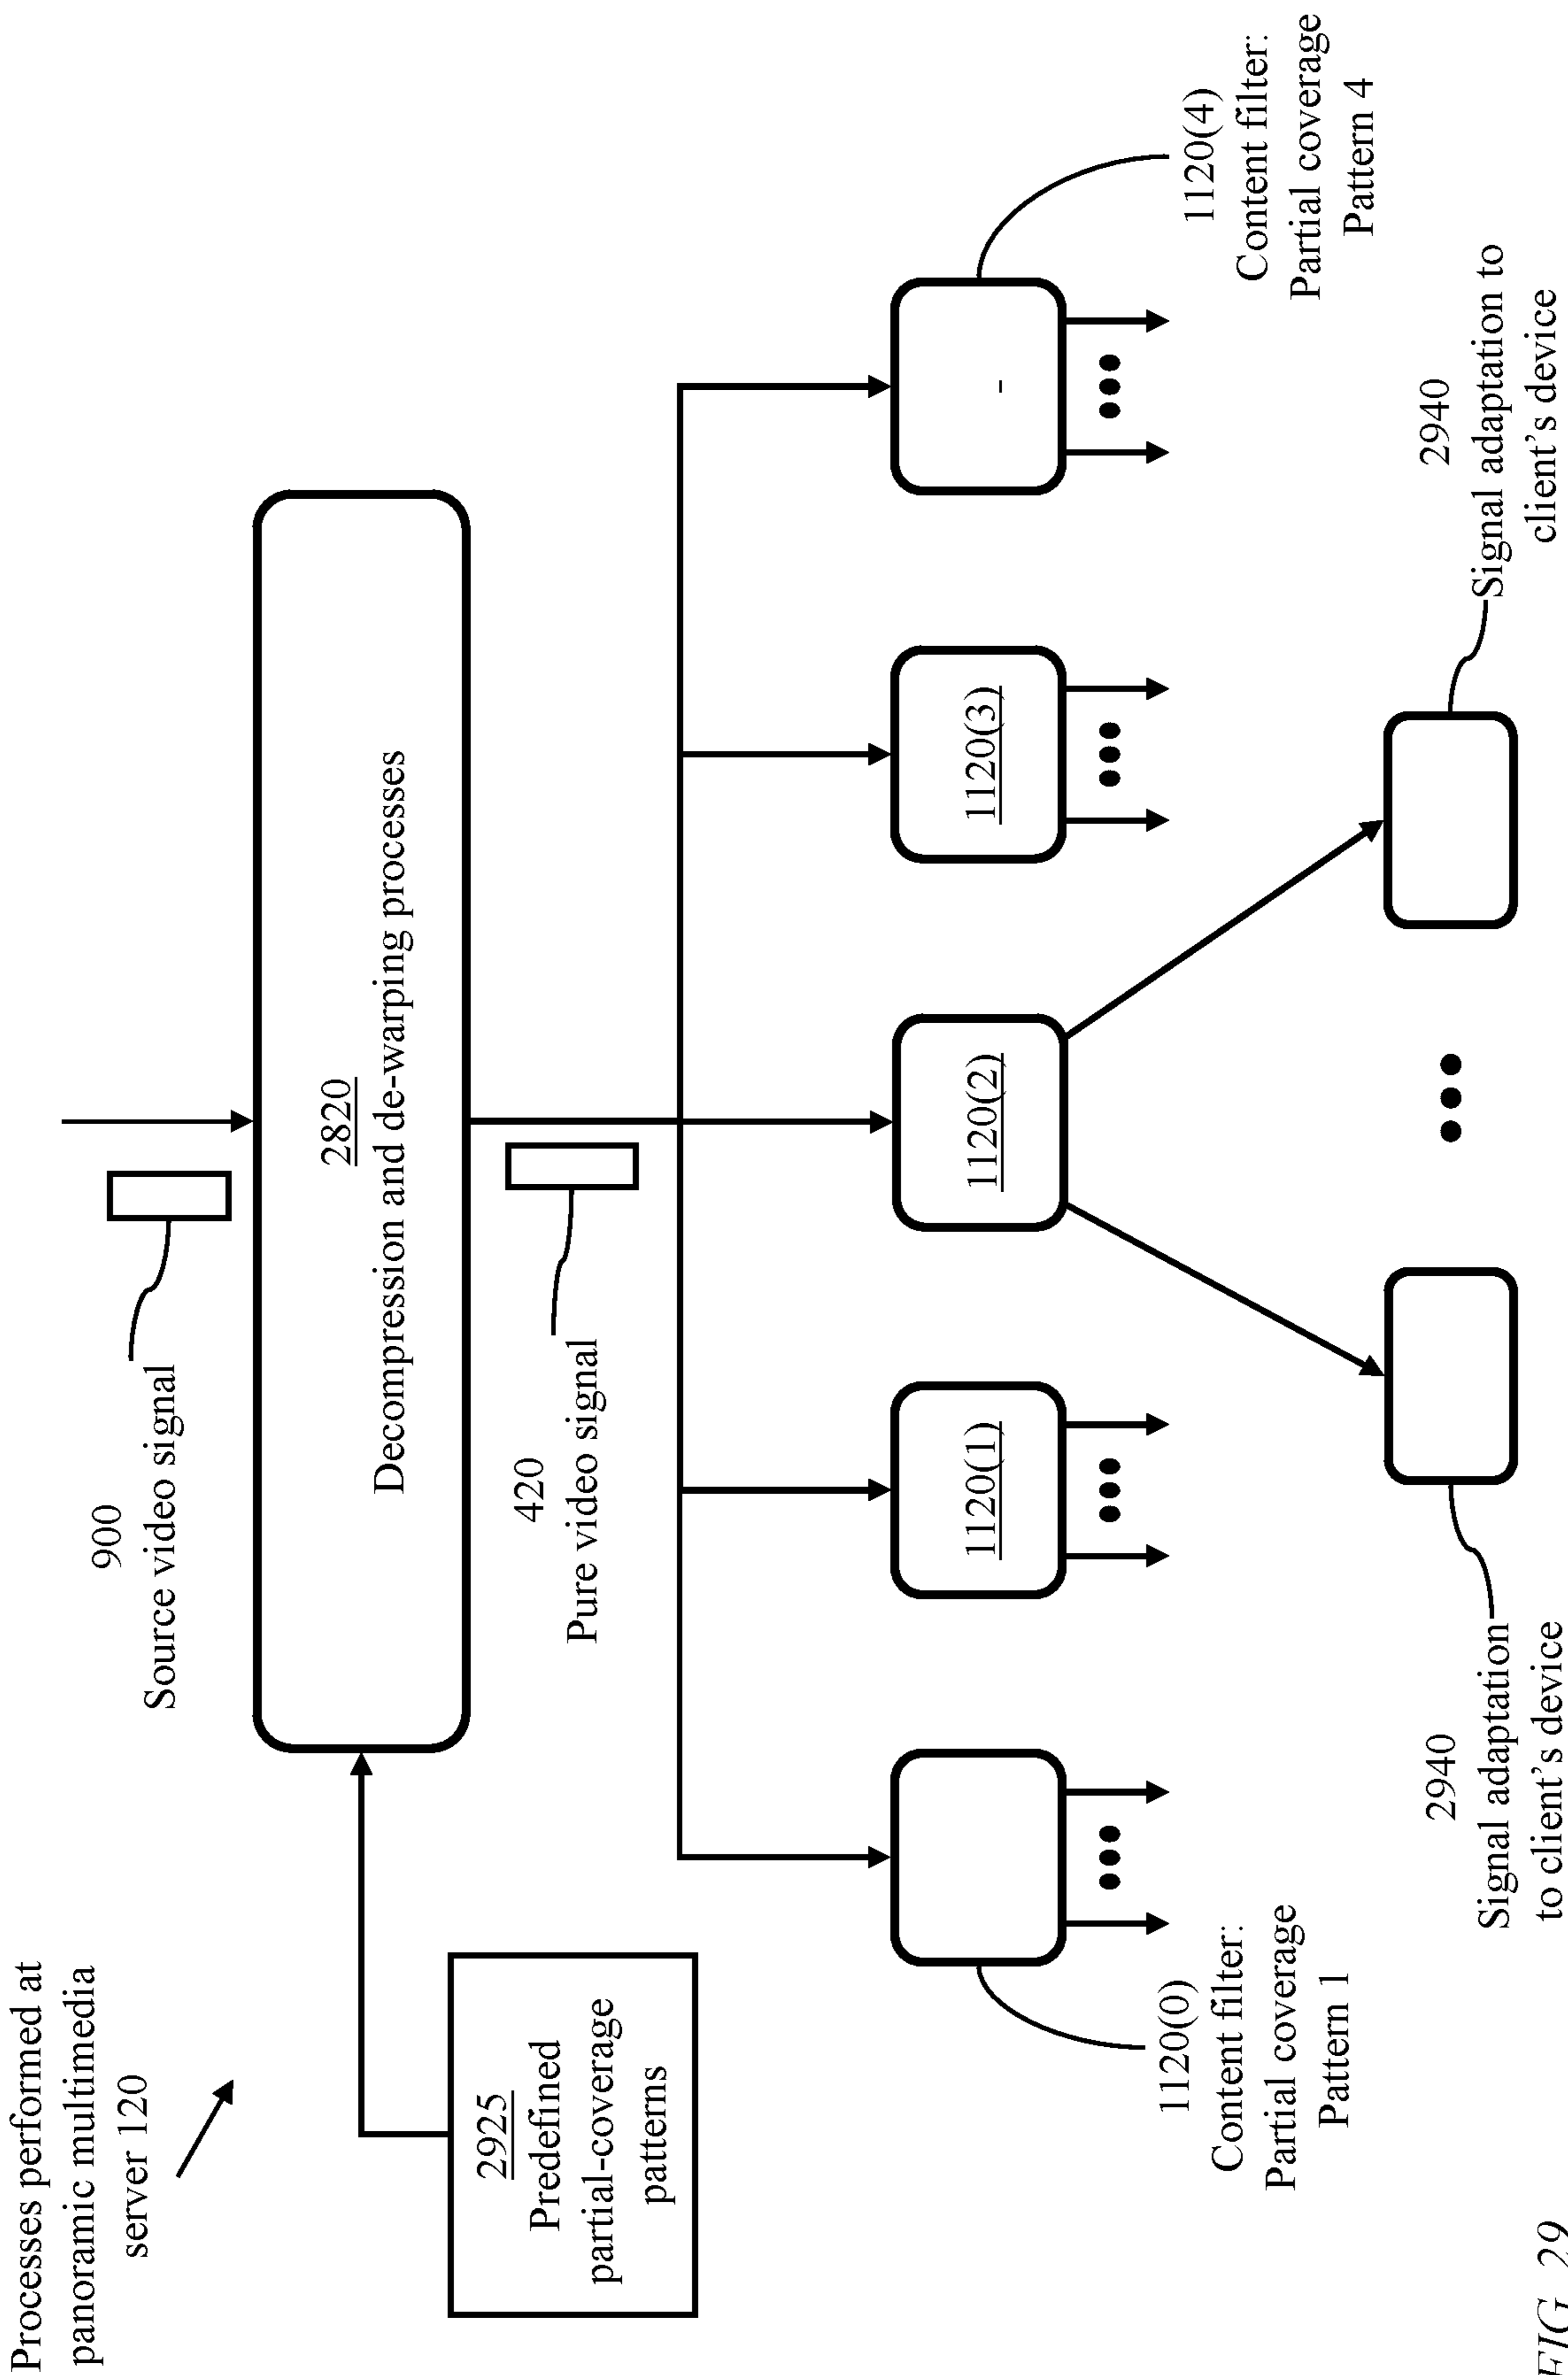 Processes performed at
panoramic multimedia
server 120
900
Source video signal
2925
Predefined
partial-coverage
patterns
2820
Decompression and de-warping processes
420
Pure video signal
1120(0)
Content filter:
Partial coverage
Pattern 1
1120(1)
1120(2)
1120(3)
-
1120(4)
Content filter:
Partial coverage
Pattern 4
2940
Signal adaptation
to client's device
2940
Signal adaptation to
client's device
FIG. 29